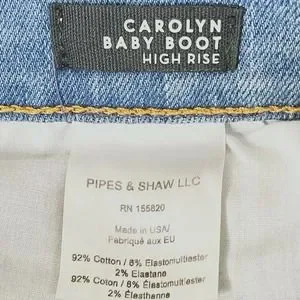 CAROLYN
BABY BOOT
HIGH RISE
PIPES & SHAW LLC
RN 155820
Made in USA/
Fabriqué aux EU
92% Cotton / 6% Elastomultiester
2% Elastane
92% Coton / 6% Élastomultiester
2% Élasthanne